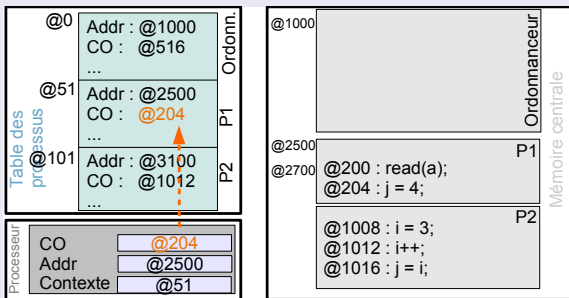 @0
Addr : @1000
CO : @516
...
Ordonn.
@51
Addr : @2500
CO : @204
...
P1
@101
Addr : @3100
CO : @1012
...
P2
Table des
processus
Processeur
CO @204
Addr @2500
Contexte @51
@1000
Ordonnanceur
@2500
P1
@2700
@200 : read(a);
@204 : j = 4;
P2
@1008 : i = 3;
@1012 : i++;
@1016 : j = i;
Mémoire centrale